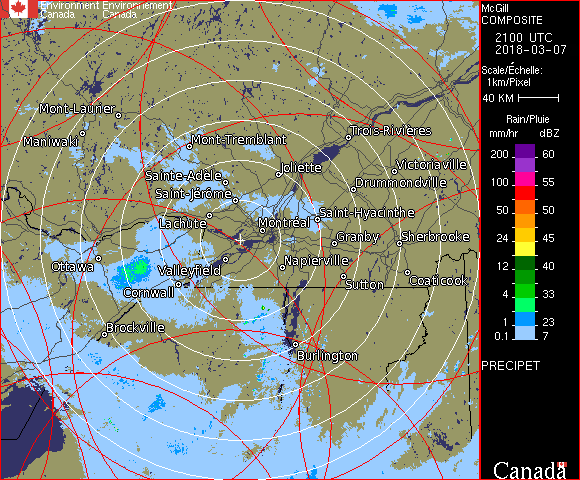 Environment Environnement
Canada Canada
McGill
COMPOSITE
2100 UTC
2018-03-07
Scale/Échelle:
1km/Pixel
40 KM
Rain/Pluie
mm/hr dBZ
200 60
100 55
50 50
24 45
12 40
4 33
1 23
0.1 7
PRECIPET
Canada
Mont-Laurier
Maniwaki
Mont-Tremblant
Trois-Rivières
Sainte-Adèle
Joliette
Victoriaville
Saint-Jérôme
Drummondville
Lachute
Montréal
Saint-Hyacinthe
Granby
Sherbrooke
Ottawa
Valleyfield
Napierville
Cornwall
Sutton
Coaticook
Brockville
Burlington